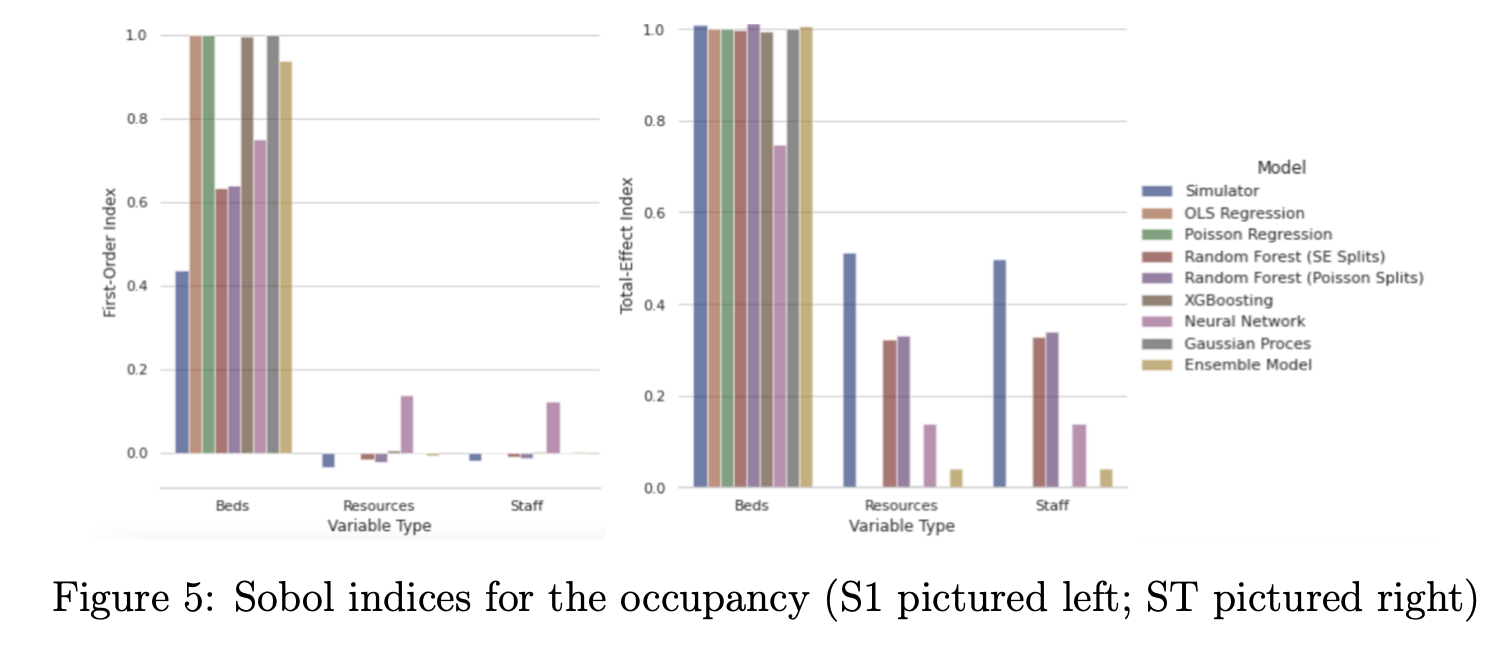 1.0
0.8
0.6
0.4
0.2
0.0
First-Order Index
Beds
Resources
Staff
Variable Type
1.0
0.8
0.6
0.4
0.2
0.0
Total-Effect Index
Beds
Resources
Staff
Variable Type
Model
Simulator
OLS Regression
Poisson Regression
Random Forest (SE Splits)
Random Forest (Poisson Splits)
XGBoosting
Neural Network
Gaussian Proces
Ensemble Model
Figure 5: Sobol indices for the occupancy (S1 pictured left; ST pictured right)